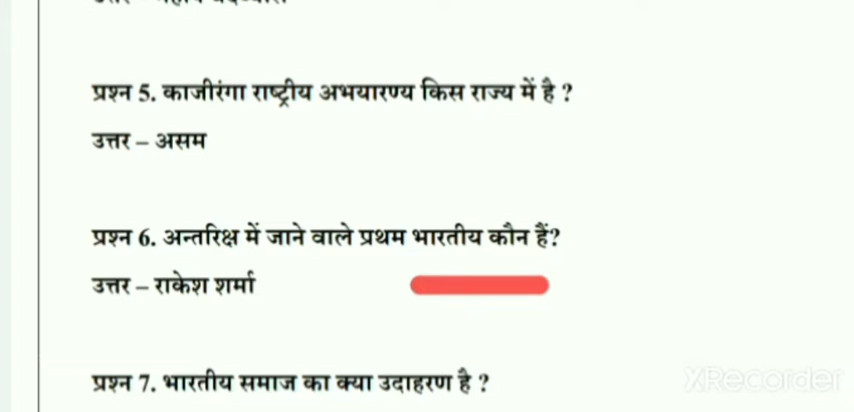 प्रश्न 5. काजीरंगा राष्ट्रीय अभयारण्य किस राज्य में है ?
उत्तर – असम
प्रश्न 6. अन्तरिक्ष में जाने वाले प्रथम भारतीय कौन हैं?
उत्तर – राकेश शर्मा
प्रश्न 7. भारतीय समाज का क्या उदाहरण है ?
XRecorder